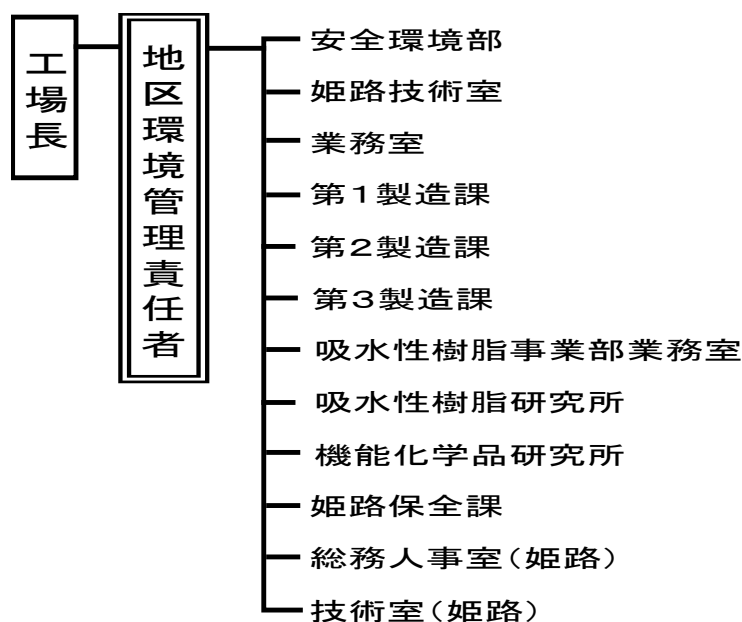 工場長
地区環境管理責任者
安全環境部
姫路技術室
業務室
第1製造課
第2製造課
第3製造課
吸水性樹脂事業部業務室
吸水性樹脂研究所
機能化学品研究所
姫路保全課
総務人事室(姫路)
技術室(姫路)